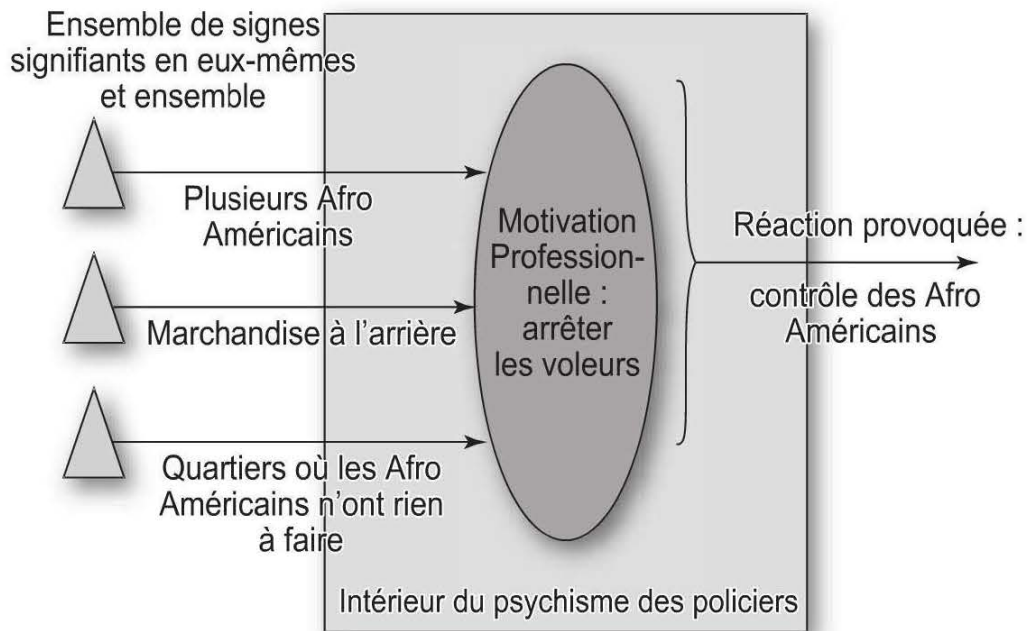 Ensemble de signes
signifiants en eux-mêmes
et ensemble
Plusieurs Afro
Américains
Marchandise à l'arrière
Quartiers où les Afro
Américains n'ont rien
à faire
Motivation
Profession-
nelle :
arrêter
les voleurs
Réaction provoquée :
contrôle des Afro
Américains
Intérieur du psychisme des policiers